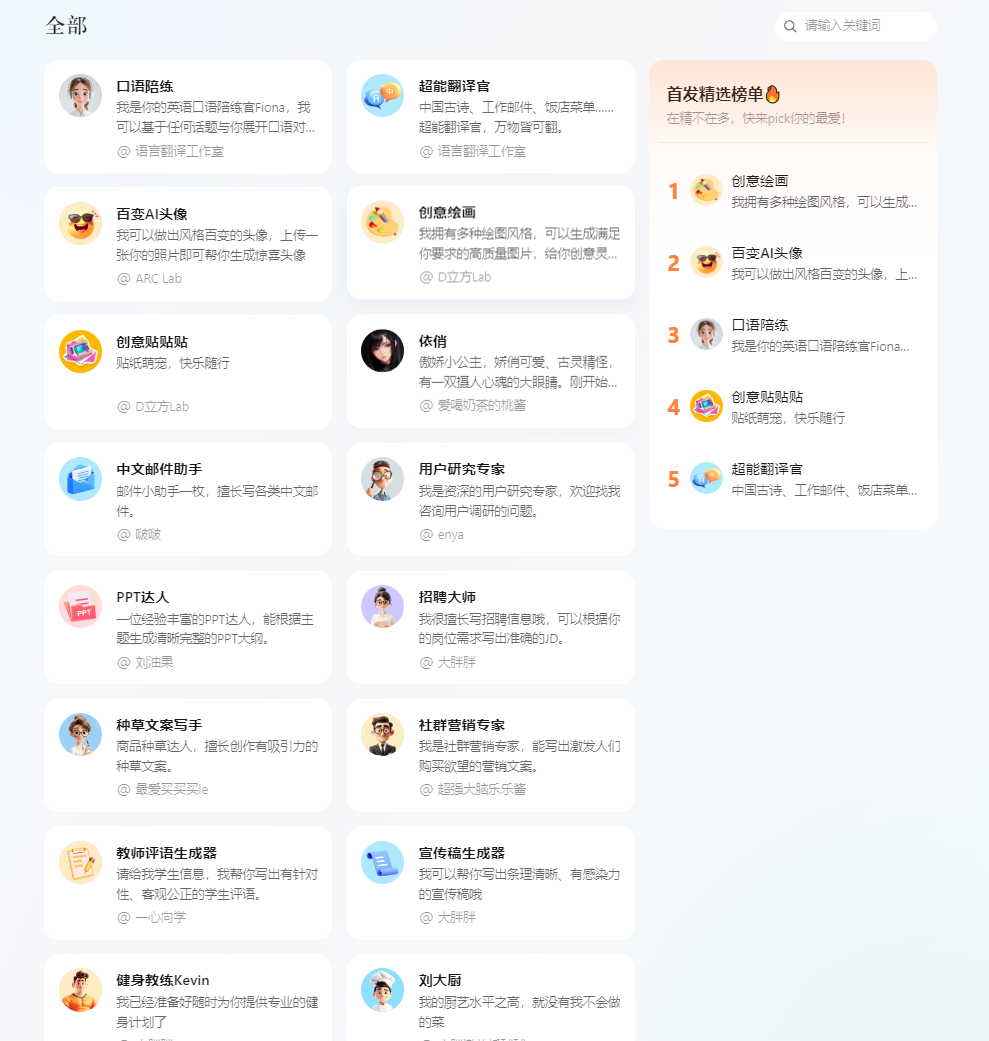 全部
请输入关键词
口语陪练
我是你的英语口语陪练官Fiona，我
可以基于任何话题与你展开口语对...
@ 语言翻译工作室
超能翻译官
中国古诗、工作邮件、饭店菜单……
超能翻译官，万物皆可翻。
@ 语言翻译工作室
百变AI头像
我可以做出风格百变的头像，上传一
张你的照片即可帮你生成惊喜头像
@ ARC Lab
创意绘画
我拥有多种绘图风格，可以生成满足
你要求的高质量图片，给你创意灵...
@ D立方Lab
创意贴贴贴
贴纸萌宠，快乐随行
@ D立方Lab
依俏
傲娇小公主，娇俏可爱、古灵精怪，
有一双摄人心魂的大眼睛。刚开始...
@ 爱喝奶茶的桃酱
中文邮件助手
邮件小助手一枚，擅长写各类中文邮
件。
@ 啵啵
用户研究专家
我是资深的用户研究专家，欢迎找我
咨询用户调研的问题。
@ enya
PPT达人
一位经验丰富的PPT达人，能根据主
题生成清晰完整的PPT大纲。
@ 刘油果
PPT
招聘大师
我很擅长写招聘信息哦，可以根据你
的岗位需求写出准确的JD。
@ 大胖胖
种草文案写手
商品种草达人，擅长创作有吸引力的
种草文案。
@ 最爱买买买le
社群营销专家
我是社群营销专家，能写出激发人们
购买欲望的营销文案。
@ 超强大脑乐乐酱
教师评语生成器
请给我学生信息，我帮你写出有针对
性、客观公正的学生评语。
@ 一心向学
宣传稿生成器
我可以帮你写出条理清晰、有感染力
的宣传稿哦
@ 大胖胖
健身教练Kevin
我已经准备好随时为你提供专业的健
身计划了
刘大厨
我的厨艺水平之高，就没有我不会做
的菜
首发精选榜单
在精不在多，快来pick你的最爱！
1
创意绘画
我拥有多种绘图风格，可以生成...
2
百变AI头像
我可以做出风格百变的头像，上...
3
口语陪练
我是你的英语口语陪练官Fiona...
4
创意贴贴贴
贴纸萌宠，快乐随行
5
超能翻译官
中国古诗、工作邮件、饭店菜单...